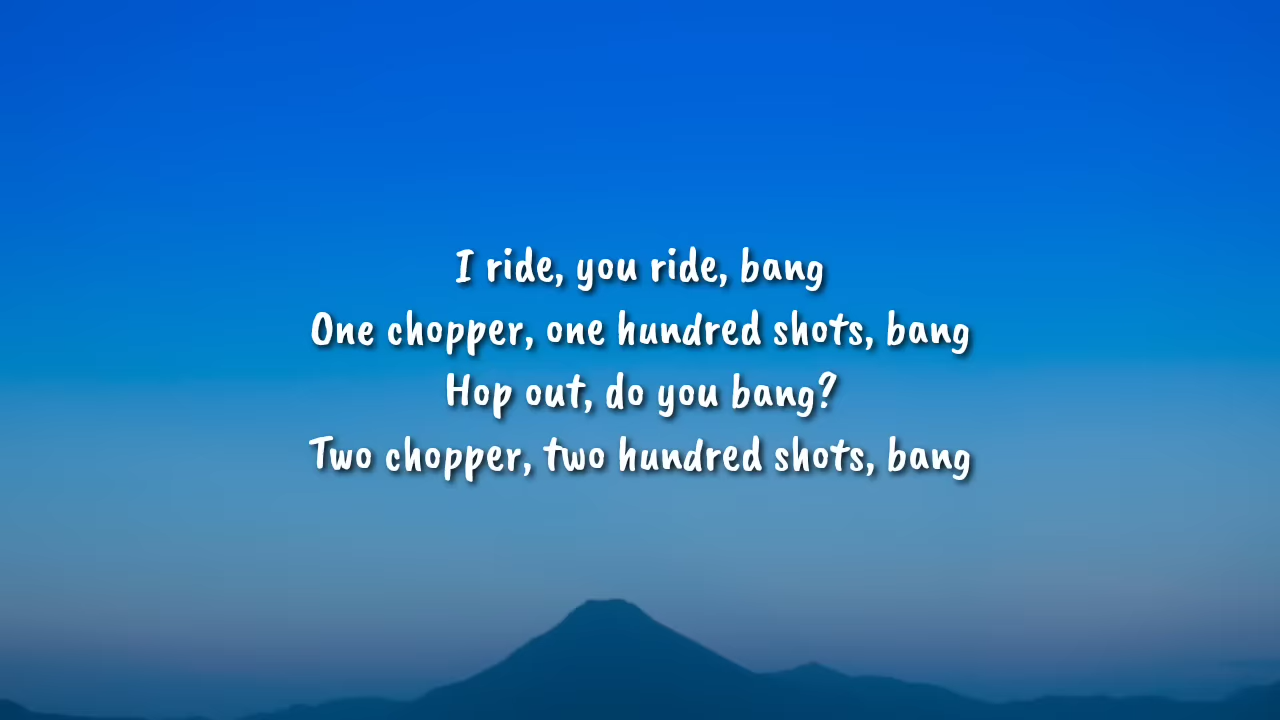 I ride, you ride, bang
One chopper, one hundred shots, bang
Hop out, do you bang?
Two chopper, two hundred shots, bang